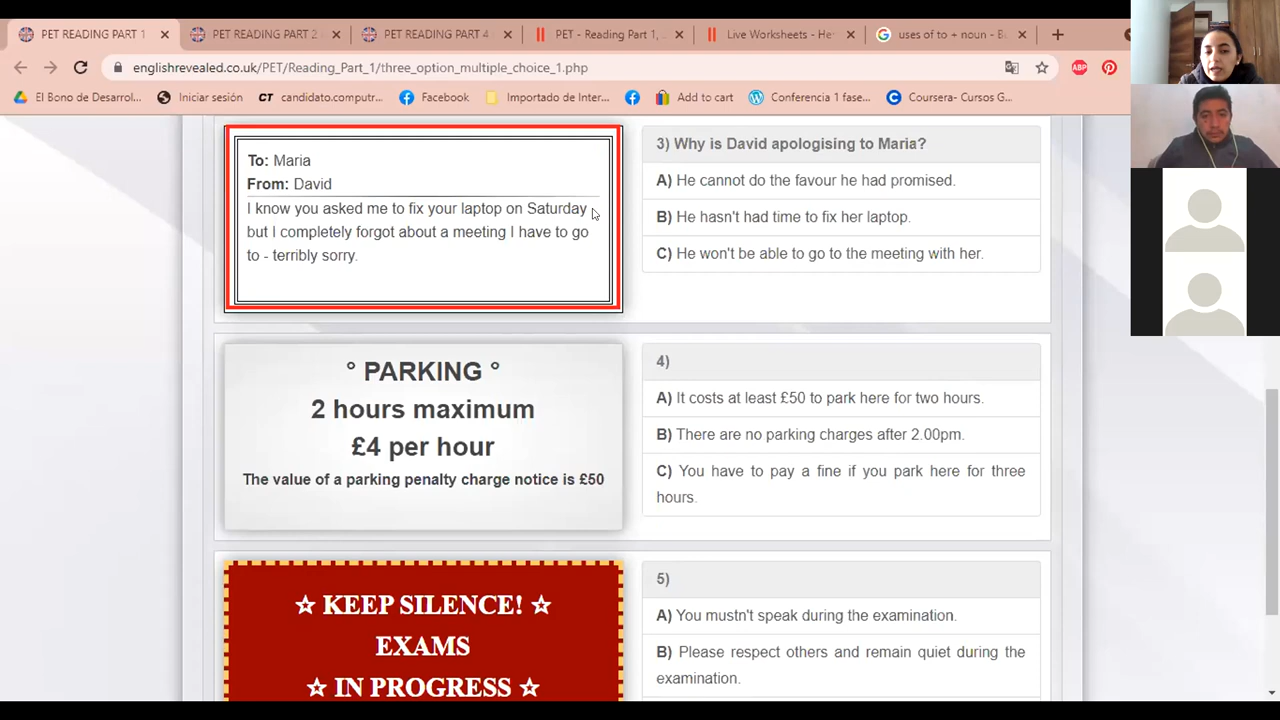 PET READING PART 1
PET READING PART 2
PET READING PART 4
PET - Reading Part 1,
Live Worksheets - He
uses of to + noun - B
englishrevealed.co.uk/PET/Reading_Part_1/three_option_multiple_choice_1.php
ABP
El Bono de Desarrol...
Iniciar sesión
CT candidato.computr...
Facebook
Importado de Inter...
Add to cart
Conferencia 1 fase...
Coursera- Cursos G...
To: Maria
From: David
I know you asked me to fix your laptop on Saturday
but I completely forgot about a meeting I have to go
to - terribly sorry.
3) Why is David apologising to Maria?
A) He cannot do the favour he had promised.
B) He hasn't had time to fix her laptop.
C) He won't be able to go to the meeting with her.
° PARKING °
2 hours maximum
£4 per hour
The value of a parking penalty charge notice is £50
4)
A) It costs at least £50 to park here for two hours.
B) There are no parking charges after 2.00pm.
C) You have to pay a fine if you park here for three
hours.
☆ KEEP SILENCE! ☆
EXAMS
☆ IN PROGRESS ☆
5)
A) You mustn't speak during the examination.
B) Please respect others and remain quiet during the
examination.